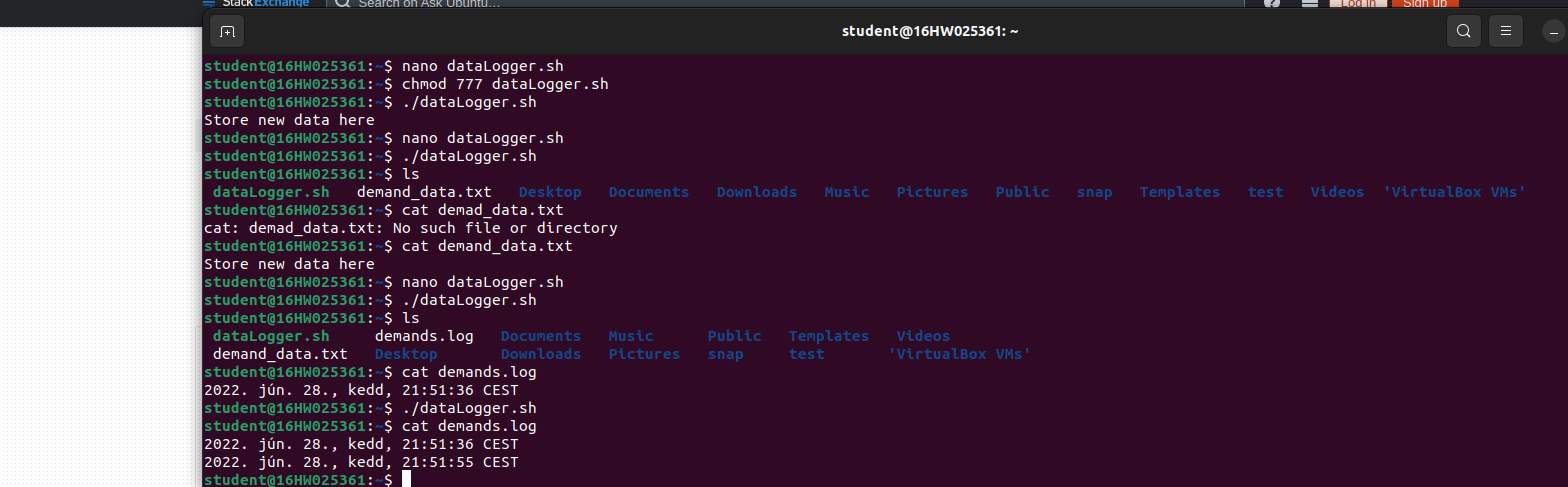 StackExchange
Search on Ask Ubuntu…
Log in
Sign up
student@16HW025361: ~
student@16HW025361:~$ nano dataLogger.sh
student@16HW025361:~$ chmod 777 dataLogger.sh
student@16HW025361:~$ ./dataLogger.sh
Store new data here
student@16HW025361:~$ nano dataLogger.sh
student@16HW025361:~$ ./dataLogger.sh
student@16HW025361:~$ ls
dataLogger.sh demand_data.txt Desktop Documents Downloads Music Pictures Public snap Templates test Videos 'VirtualBox VMs'
student@16HW025361:~$ cat demad_data.txt
cat: demad_data.txt: No such file or directory
student@16HW025361:~$ cat demand_data.txt
Store new data here
student@16HW025361:~$ nano dataLogger.sh
student@16HW025361:~$ ./dataLogger.sh
student@16HW025361:~$ ls
dataLogger.sh demands.log Documents Music Public Templates Videos
demand_data.txt Desktop Downloads Pictures snap test 'VirtualBox VMs'
student@16HW025361:~$ cat demands.log
2022. jún. 28., kedd, 21:51:36 CEST
student@16HW025361:~$ ./dataLogger.sh
student@16HW025361:~$ cat demands.log
2022. jún. 28., kedd, 21:51:36 CEST
2022. jún. 28., kedd, 21:51:55 CEST
student@16HW025361:~$